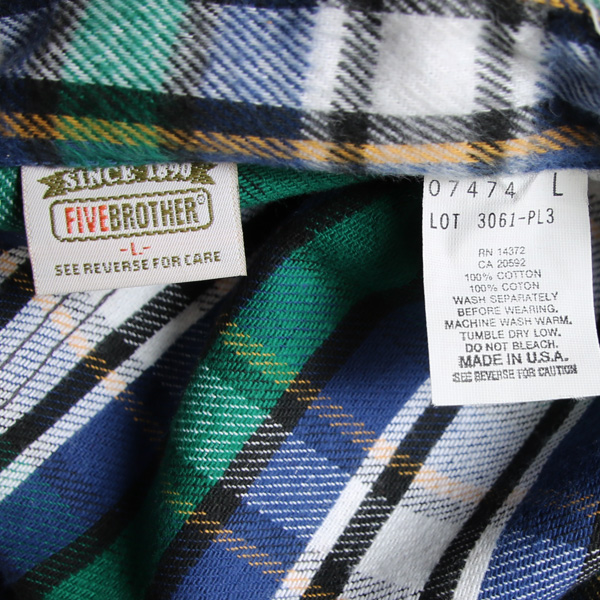 SINCE 1890
FIVEBROTHER®
-L-
SEE REVERSE FOR CARE
07474 L
LOT 3061-PL3
RN 14372
CA 20592
100% COTTON
100% COTON
WASH SEPARATELY
BEFORE WEARING.
MACHINE WASH WARM.
TUMBLE DRY LOW.
DO NOT BLEACH.
MADE IN U.S.A.
SEE REVERSE FOR CAUTION